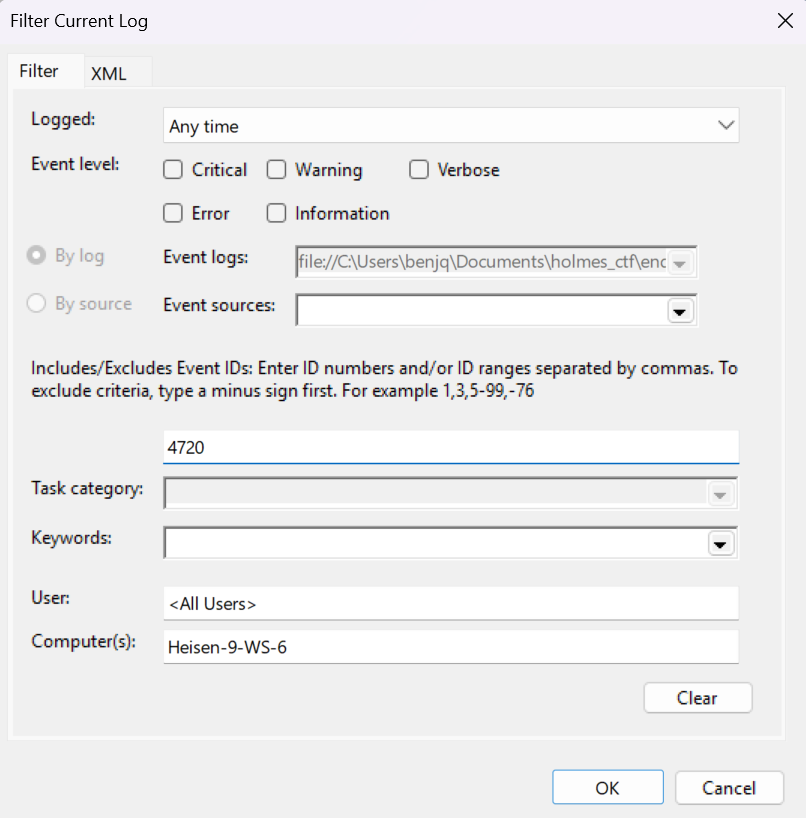 Filter Current Log
Filter
XML
Logged:
Any time
Event level:
Critical
Warning
Verbose
Error
Information
By log
Event logs:
file://C:\Users\benjq\Documents\holmes_ctf\enc
By source
Event sources:
Includes/Excludes Event IDs: Enter ID numbers and/or ID ranges separated by commas. To
exclude criteria, type a minus sign first. For example 1,3,5-99,-76
4720
Task category:
Keywords:
User:
<All Users>
Computer(s):
Heisen-9-WS-6
Clear
OK
Cancel